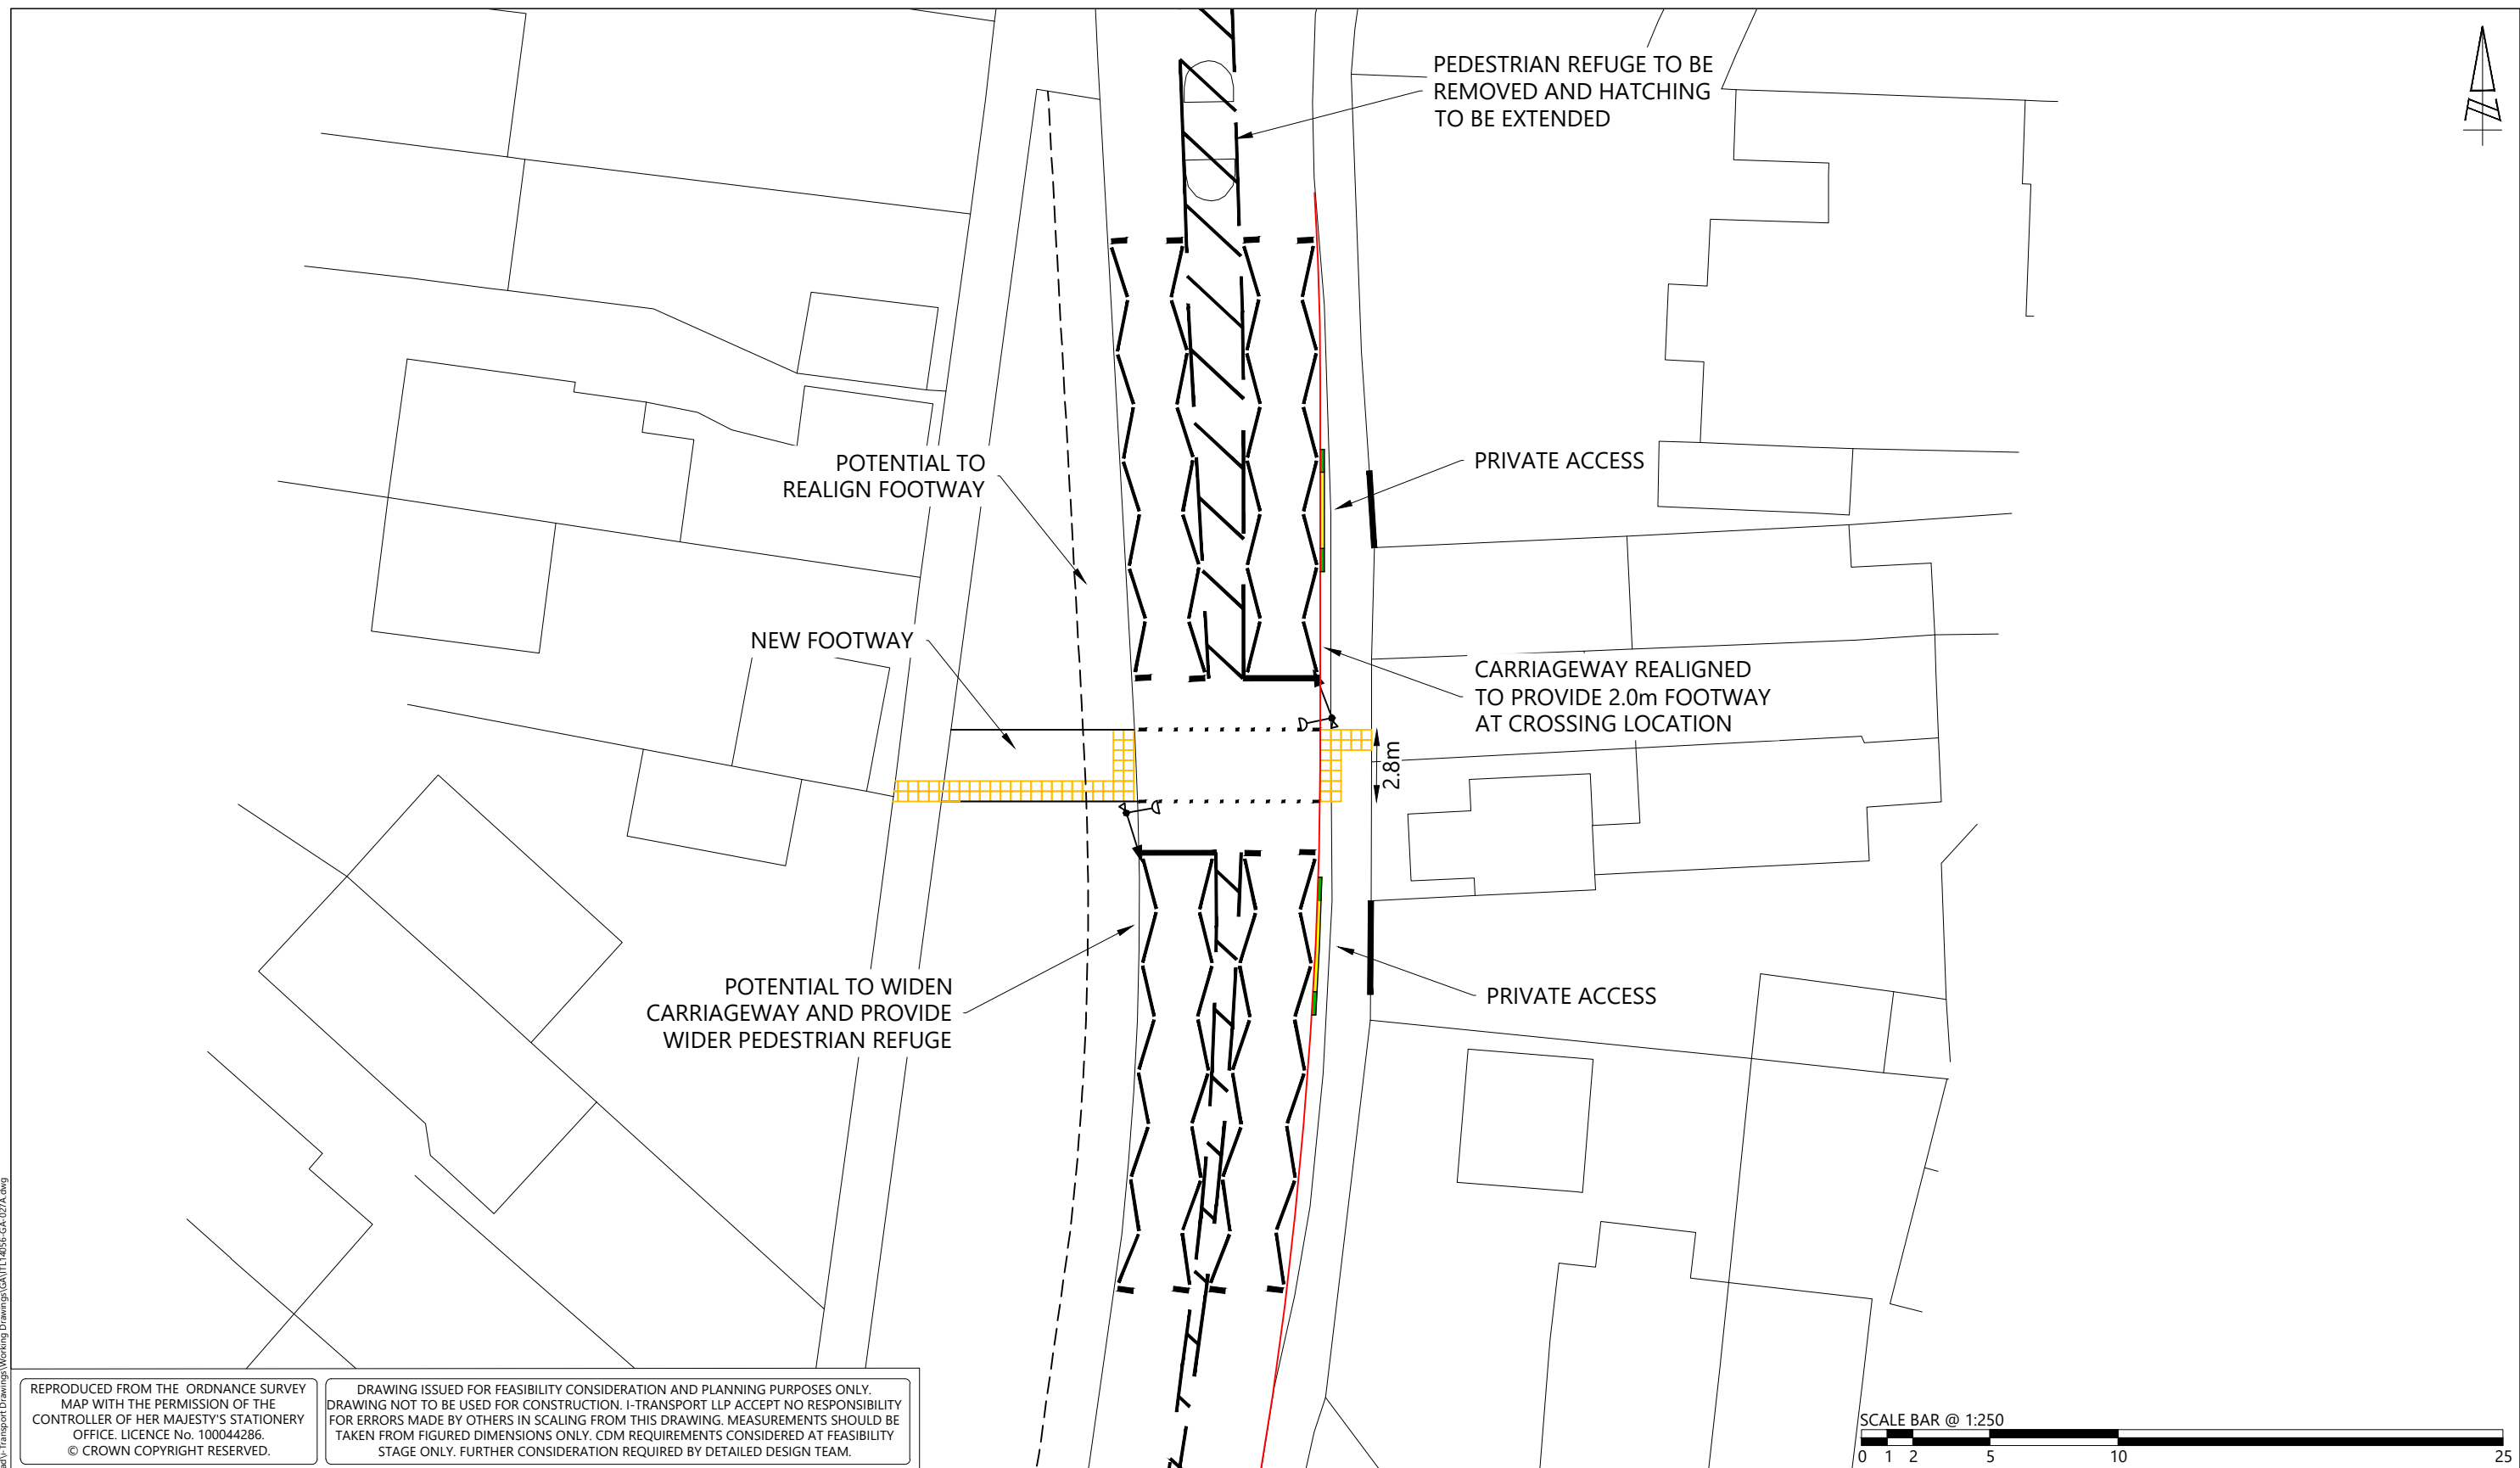 PEDESTRIAN REFUGE TO BE
REMOVED AND HATCHING
TO BE EXTENDED
N
POTENTIAL TO
REALIGN FOOTWAY
PRIVATE ACCESS
NEW FOOTWAY
CARRIAGEWAY REALIGNED
TO PROVIDE 2.0m FOOTWAY
AT CROSSING LOCATION
2.8m
POTENTIAL TO WIDEN
CARRIAGEWAY AND PROVIDE
WIDER PEDESTRIAN REFUGE
PRIVATE ACCESS
REPRODUCED FROM THE ORDNANCE SURVEY
MAP WITH THE PERMISSION OF THE
CONTROLLER OF HER MAJESTY'S STATIONERY
OFFICE. LICENCE No. 100044286.
© CROWN COPYRIGHT RESERVED.
DRAWING ISSUED FOR FEASIBILITY CONSIDERATION AND PLANNING PURPOSES ONLY.
DRAWING NOT TO BE USED FOR CONSTRUCTION. I-TRANSPORT LLP ACCEPT NO RESPONSIBILITY
FOR ERRORS MADE BY OTHERS IN SCALING FROM THIS DRAWING. MEASUREMENTS SHOULD BE
TAKEN FROM FIGURED DIMENSIONS ONLY. CDM REQUIREMENTS CONSIDERED AT FEASIBILITY
STAGE ONLY. FURTHER CONSIDERATION REQUIRED BY DETAILED DESIGN TEAM.
SCALE BAR @ 1:250
0 1 2 5 10 25